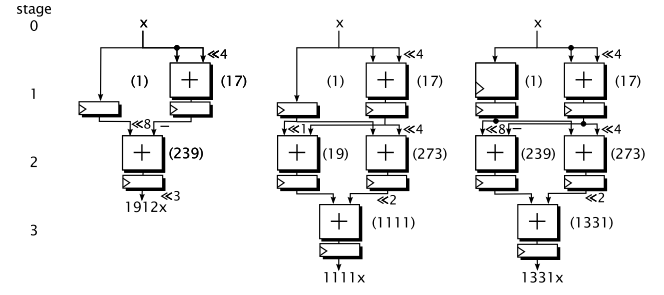 stage
0 x x x
≪4 ≪4 ≪4
1 (1) + (17) (1) + (17) (1) + (17)
≪8 − ≪1 ≪4 ≪8 − ≪4
2 + (239) + (19) + (273) + (239) + (273)
≪3 ≪2 ≪2
1912x
3 + (1111) + (1331)
1111x 1331x